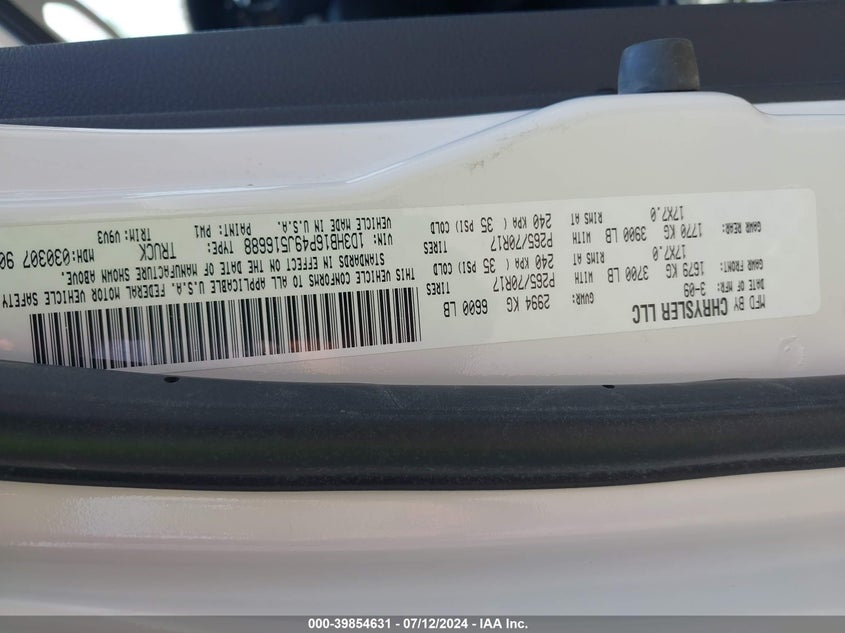 MFD BY CHRYSLER LLC
DATE OF MFR: 3-09 GVWR: 2994 KG 6600 LB
GAWR FRONT: 1679 KG 3700 LB WITH P265/70R17 TIRES
17X7.0 RIMS AT 240 KPA ( 35 PSI) COLD
GAWR REAR: 1770 KG 3900 LB WITH P265/70R17 TIRES
17X7.0 RIMS AT 240 KPA ( 35 PSI) COLD
THIS VEHICLE CONFORMS TO ALL APPLICABLE U.S.A. FEDERAL MOTOR VEHICLE SAFETY
STANDARDS IN EFFECT ON THE DATE OF MANUFACTURE SHOWN ABOVE.
VIN: 1D3HB16P49J516688 TYPE: TRUCK MDH: 030307 90
VEHICLE MADE IN U.S.A. PAINT: PW1 TRIM: V9V3
000-39854631 - 07/12/2024 - IAA Inc.